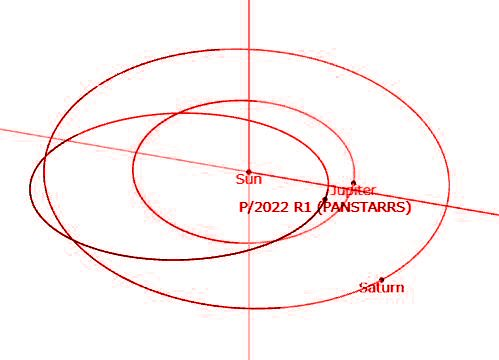 Sun
Jupiter
P/2022 R1 (PANSTARRS)
Saturn